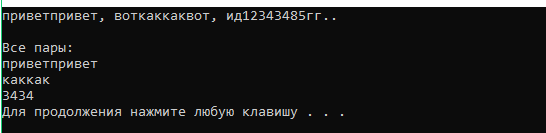 приветпривет, воткаккаквот, ид12343485гг..
Все пары:
приветпривет
каккак
3434
Для продолжения нажмите любую клавишу . . .